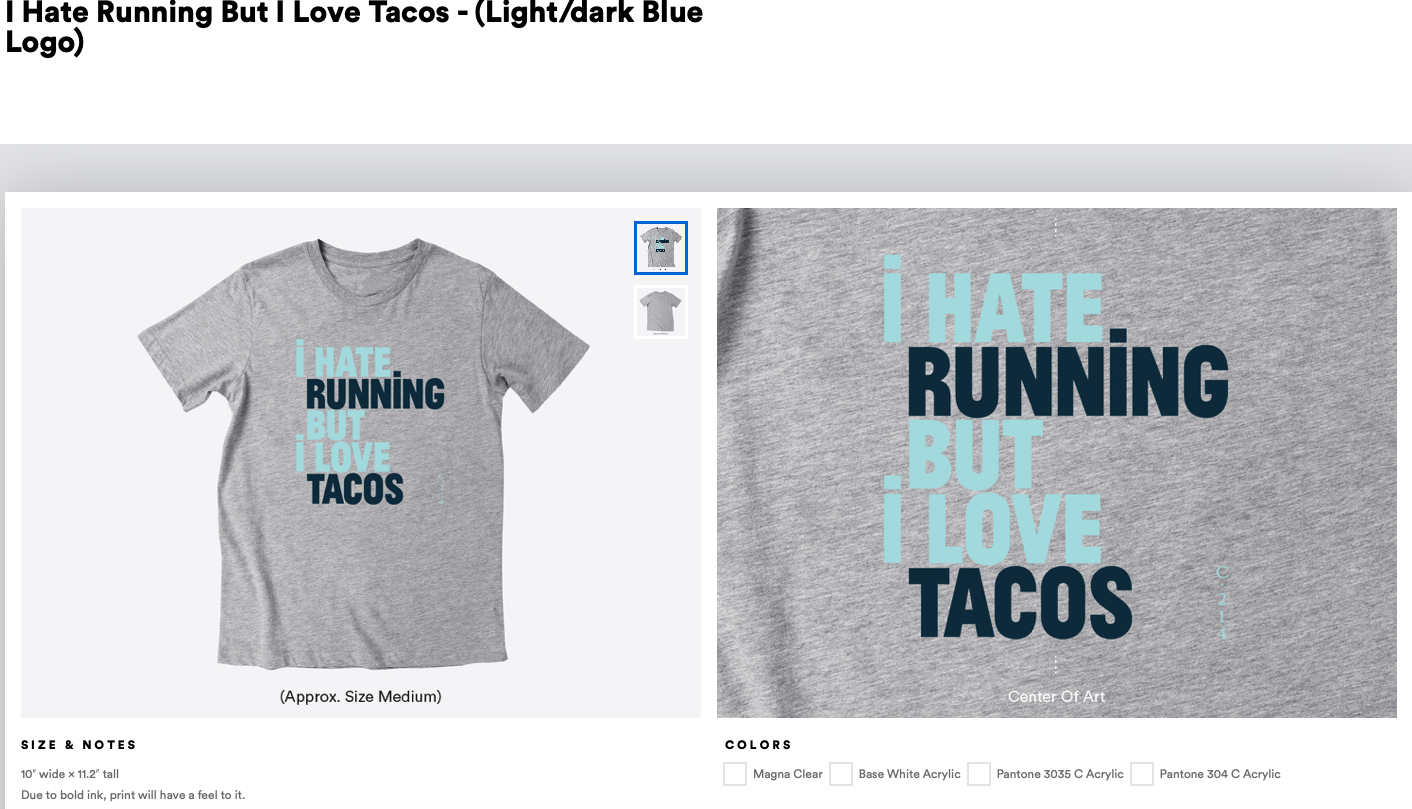 I Hate Running But I Love Tacos - (Light/dark Blue
Logo)
i HATE
RUNNiNG
BUT
i LOVE
TACOS
(Approx. Size Medium)
i HATE
RUNNiNG
BUT
i LOVE
TACOS
C
2
1
4
Center Of Art
SIZE & NOTES
10″ wide × 11.2″ tall
Due to bold ink, print will have a feel to it.
COLORS
Magna Clear
Base White Acrylic
Pantone 3035 C Acrylic
Pantone 304 C Acrylic